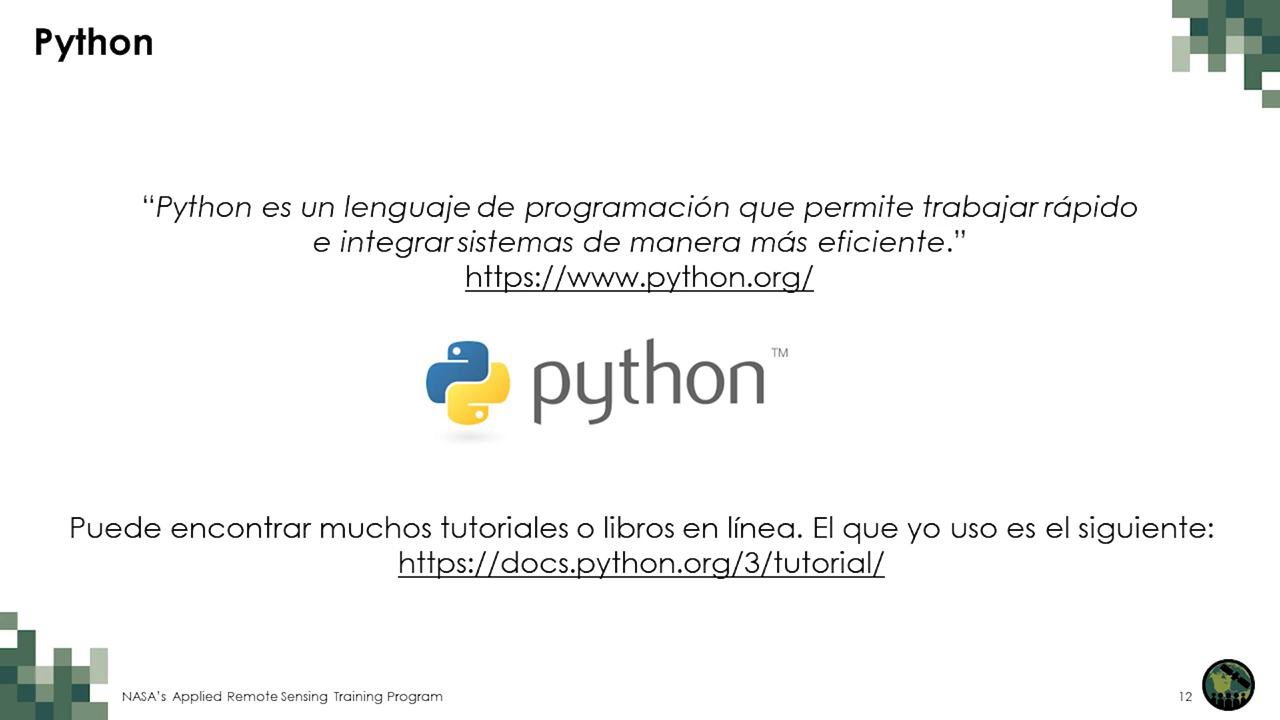 Python
“Python es un lenguaje de programación que permite trabajar rápido
e integrar sistemas de manera más eficiente.”
https://www.python.org/
python™
Puede encontrar muchos tutoriales o libros en línea. El que yo uso es el siguiente:
https://docs.python.org/3/tutorial/
NASA’s Applied Remote Sensing Training Program
12